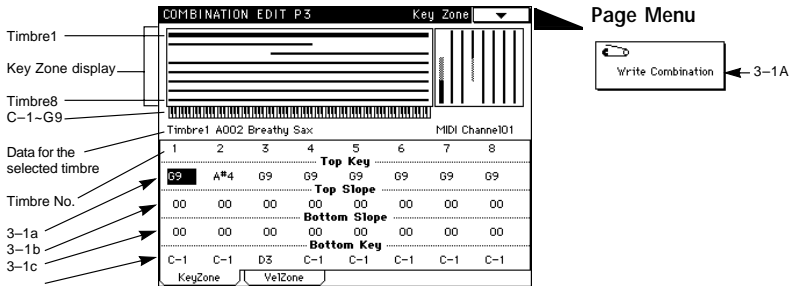 COMBINATION EDIT P3 Key Zone
Page Menu
Timbre1
Key Zone display
Write Combination
3–1A
Timbre8
C–1~G9
Timbre1 A002 Breathy Sax MIDI Channel01
Data for the
selected timbre
1 2 3 4 5 6 7 8
Top Key
G9 A#4 G9 G9 G9 G9 G9 G9
Timbre No.
Top Slope
00 00 00 00 00 00 00 00
3–1a
Bottom Slope
3–1b
00 00 00 00 00 00 00 00
3–1c
Bottom Key
C-1 C-1 D3 C-1 C-1 C-1 C-1 C-1
KeyZone VelZone